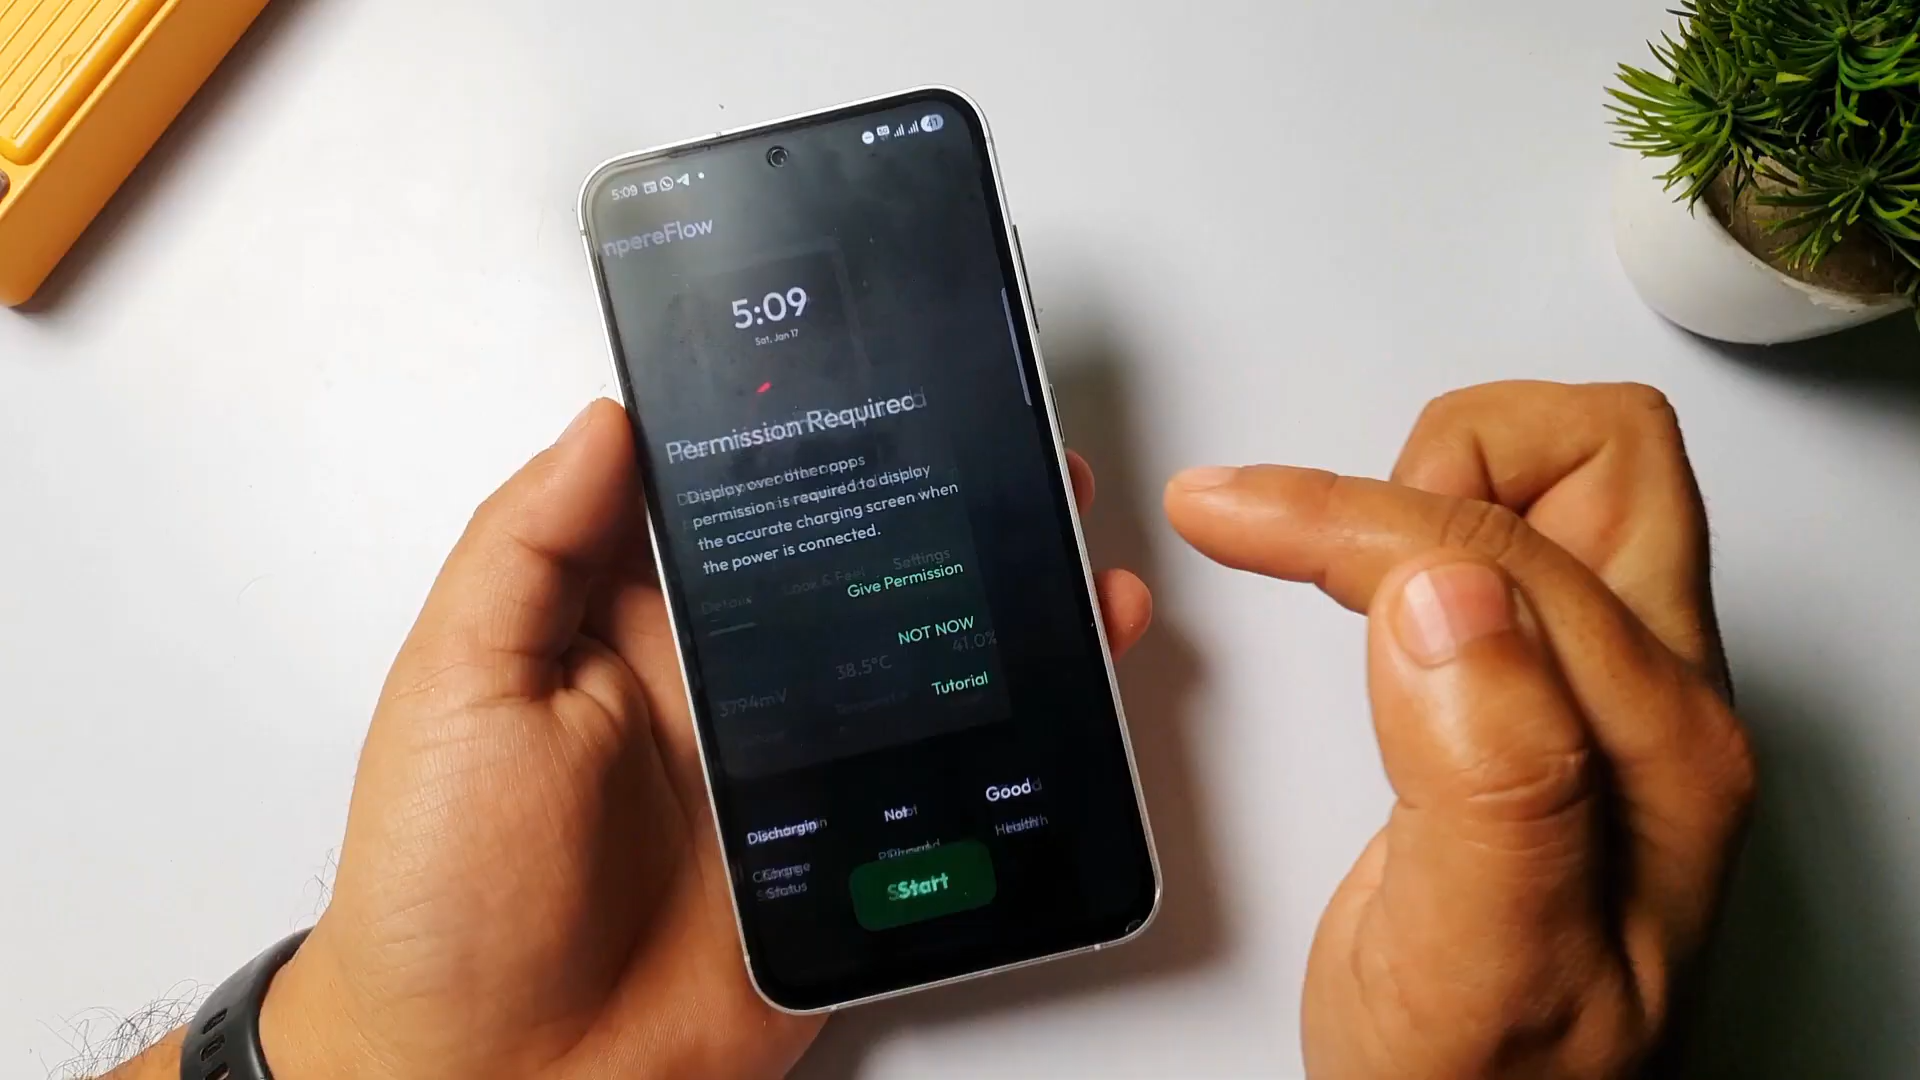 5:09
41
npereFlow
5:09
Sat, Jan 17
Permission Required
Display over other apps
permission is required to display
the accurate charging screen when
the power is connected.
Details Look & Feel Settings
Give Permission
NOT NOW
3794mV 38.5°C 41.0%
Tutorial
Dischargin Not Good
Charge Health
Status
Start